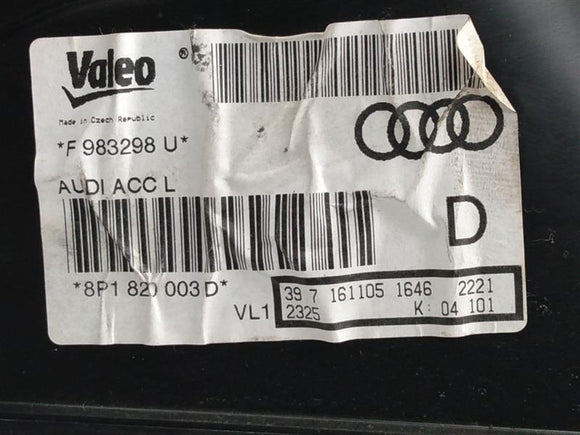 Valeo ®
Made in Czech Republic
*F 983298 U*
AUDI ACC L
D
*8P1 820 003 D*
VL1
39 7 161105 1646 2221
2325 K: 04 101